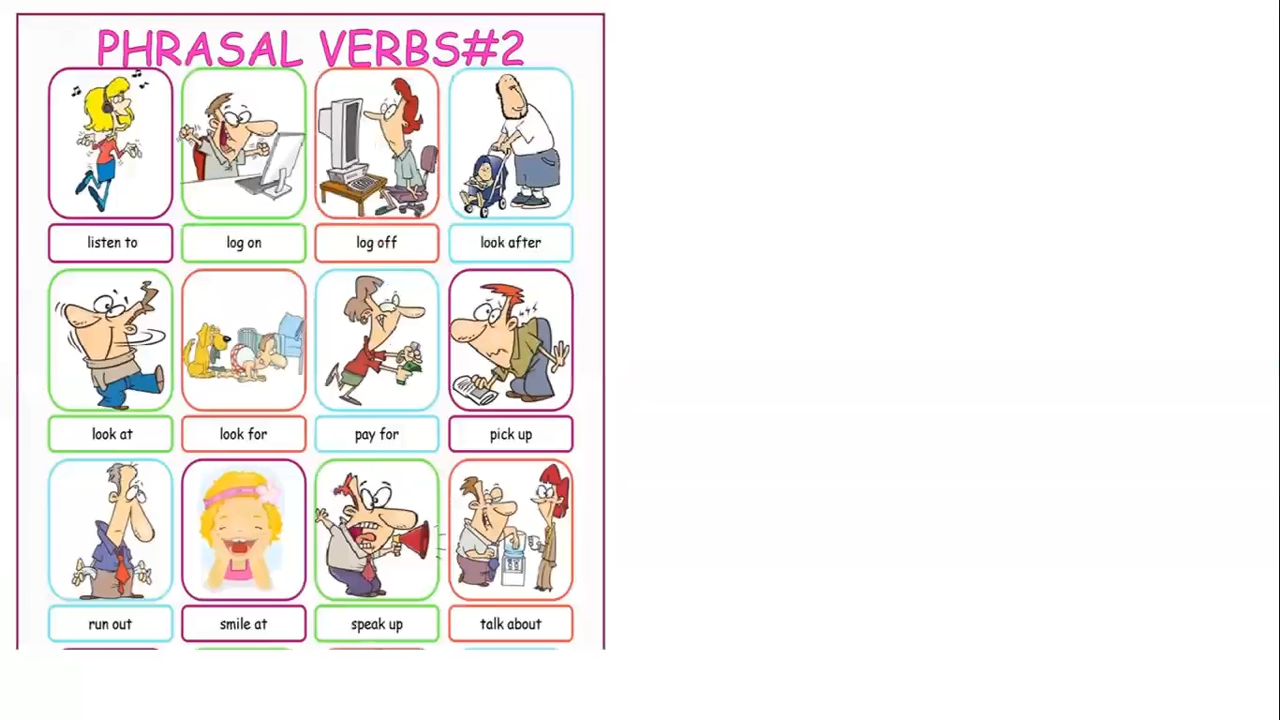 PHRASAL VERBS#2
listen to
log on
log off
look after
look at
look for
pay for
pick up
run out
smile at
speak up
talk about